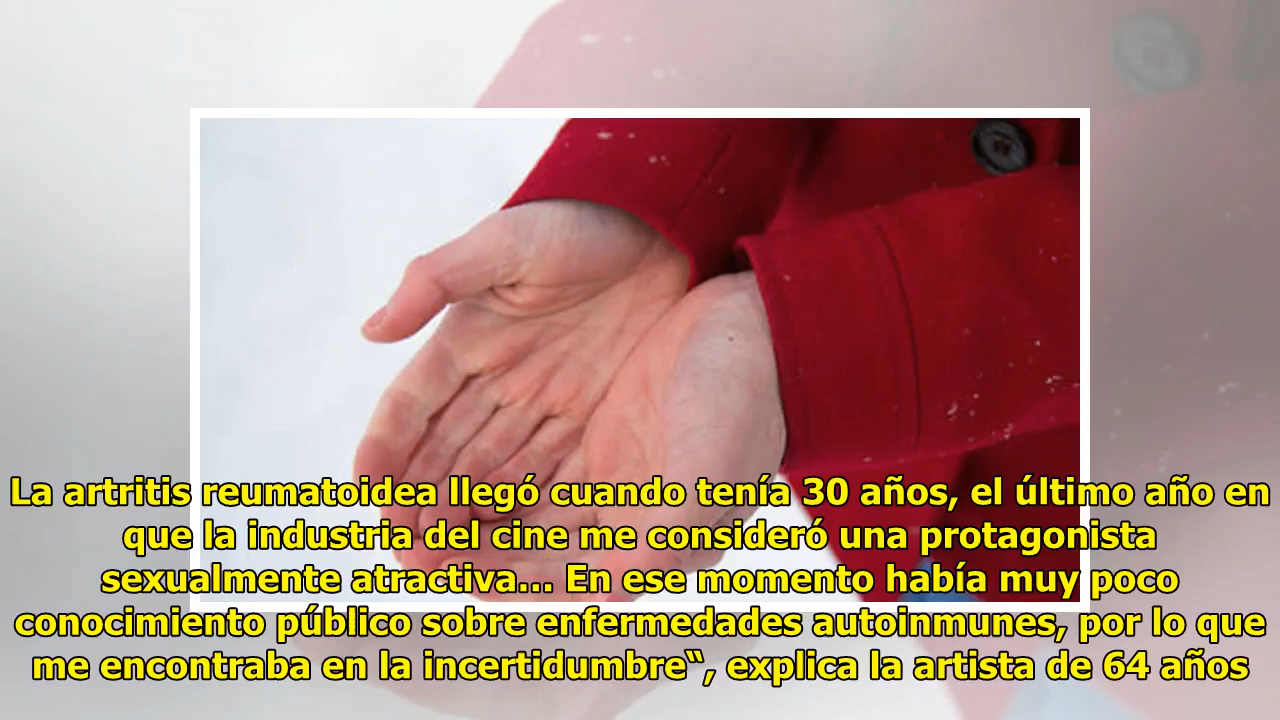 La artritis reumatoidea llegó cuando tenía 30 años, el último año en
que la industria del cine me consideró una protagonista
sexualmente atractiva... En ese momento había muy poco
conocimiento público sobre enfermedades autoinmunes, por lo que
me encontraba en la incertidumbre“, explica la artista de 64 años